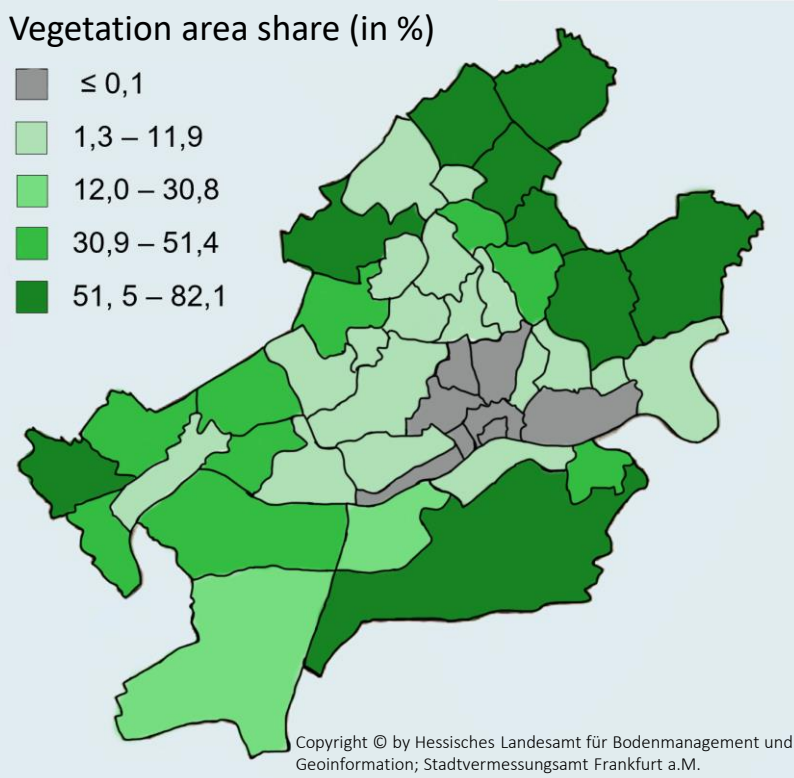 Vegetation area share (in %)
≤ 0,1
1,3 – 11,9
12,0 – 30,8
30,9 – 51,4
51, 5 – 82,1
Copyright © by Hessisches Landesamt für Bodenmanagement und
Geoinformation; Stadtvermessungsamt Frankfurt a.M.